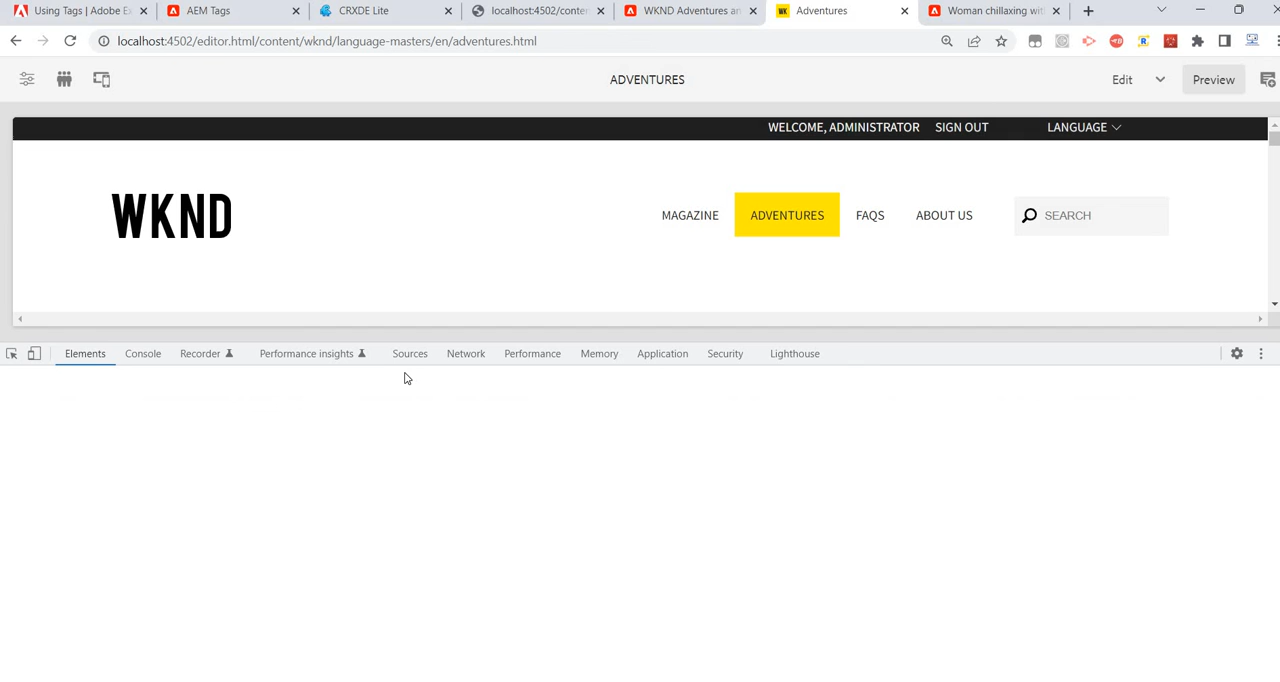 Using Tags | Adobe Ex
AEM Tags
CRXDE Lite
localhost:4502/conten
WKND Adventures an
Adventures
Woman chillaxing wit
localhost:4502/editor.html/content/wknd/language-masters/en/adventures.html
ADVENTURES
Edit
Preview
WELCOME, ADMINISTRATOR
SIGN OUT
LANGUAGE
WKND
MAGAZINE
ADVENTURES
FAQS
ABOUT US
SEARCH
Elements
Console
Recorder
Performance insights
Sources
Network
Performance
Memory
Application
Security
Lighthouse